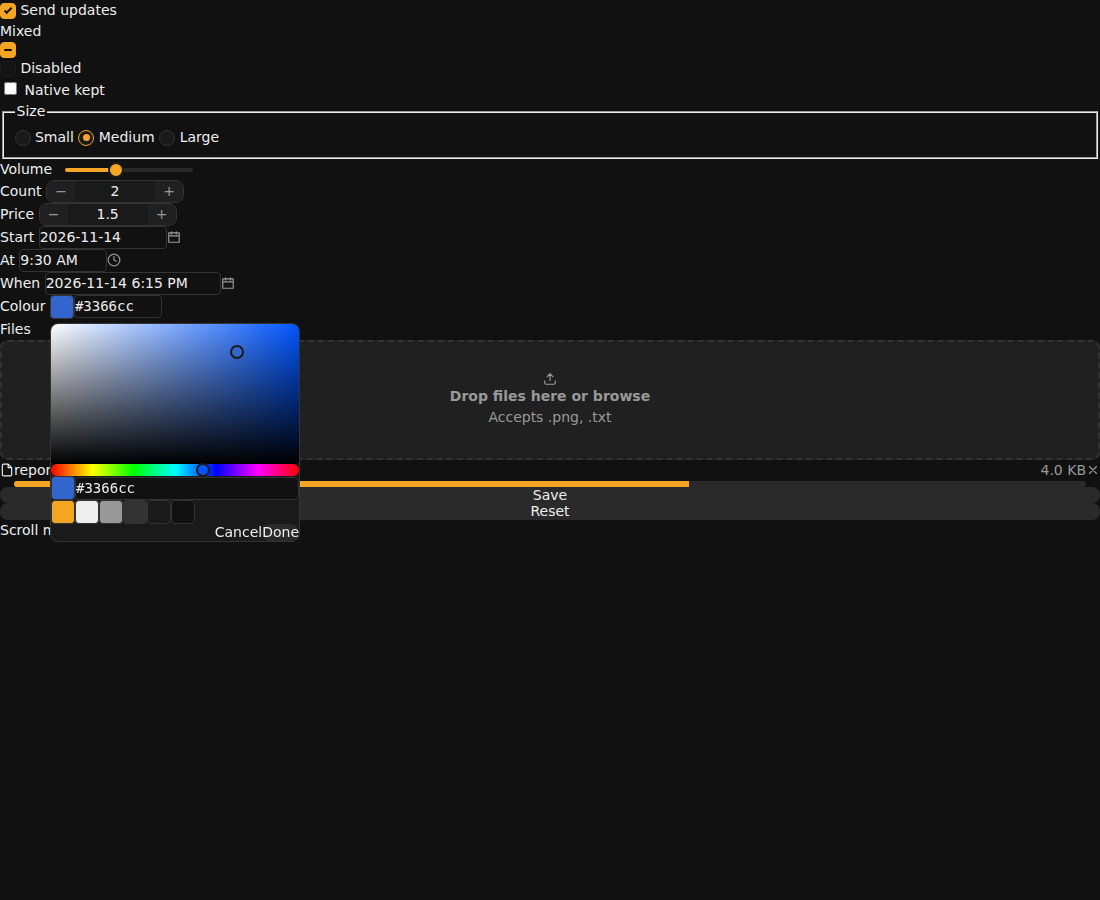 Send updates
Mixed
Disabled
Native kept
Size
Small Medium Large
Volume
Count − 2 +
Price − 1.5 +
Start 2026-11-14
At 9:30 AM
When 2026-11-14 6:15 PM
Colour #3366cc
Files
Drop files here or browse
Accepts .png, .txt
4.0 KB
#3366cc
Save
Reset
Scroll
CancelDone